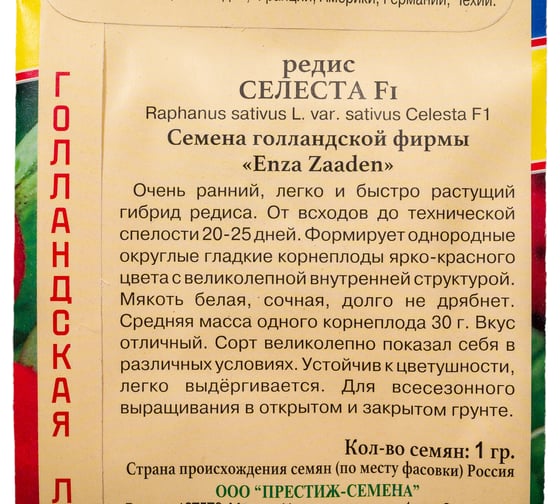 Франции, Америки, Германии, Чехии.
редис
СЕЛЕСТА F1
Raphanus sativus L. var. sativus Celesta F1
Семена голландской фирмы
«Enza Zaaden»
Очень ранний, легко и быстро растущий
гибрид редиса. От всходов до технической
спелости 20-25 дней. Формирует однородные
округлые гладкие корнеплоды ярко-красного
цвета с великолепной внутренней структурой.
Мякоть белая, сочная, долго не дрябнет.
Средняя масса одного корнеплода 30 г. Вкус
отличный. Сорт великолепно показал себя в
различных условиях. Устойчив к цветушности,
легко выдёргивается. Для всесезонного
выращивания в открытом и закрытом грунте.
Кол-во семян: 1 гр.
Страна происхождения семян (по месту фасовки) Россия
ООО "ПРЕСТИЖ-СЕМЕНА"
ГОЛЛАНДСКАЯ Л